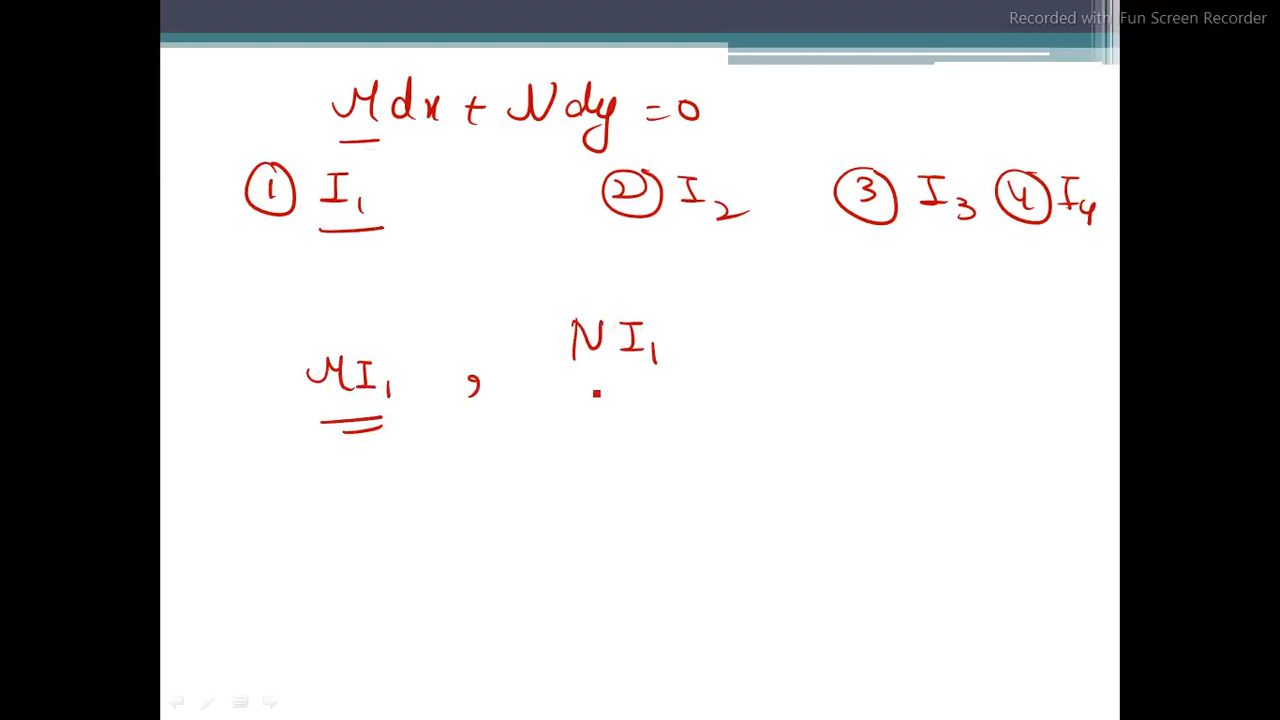 Recorded with Fun Screen Recorder
Mdx + Ndy = 0
① I₁ ② I₂ ③ I₃ ④ I₄
NI₁
MI₁ ,